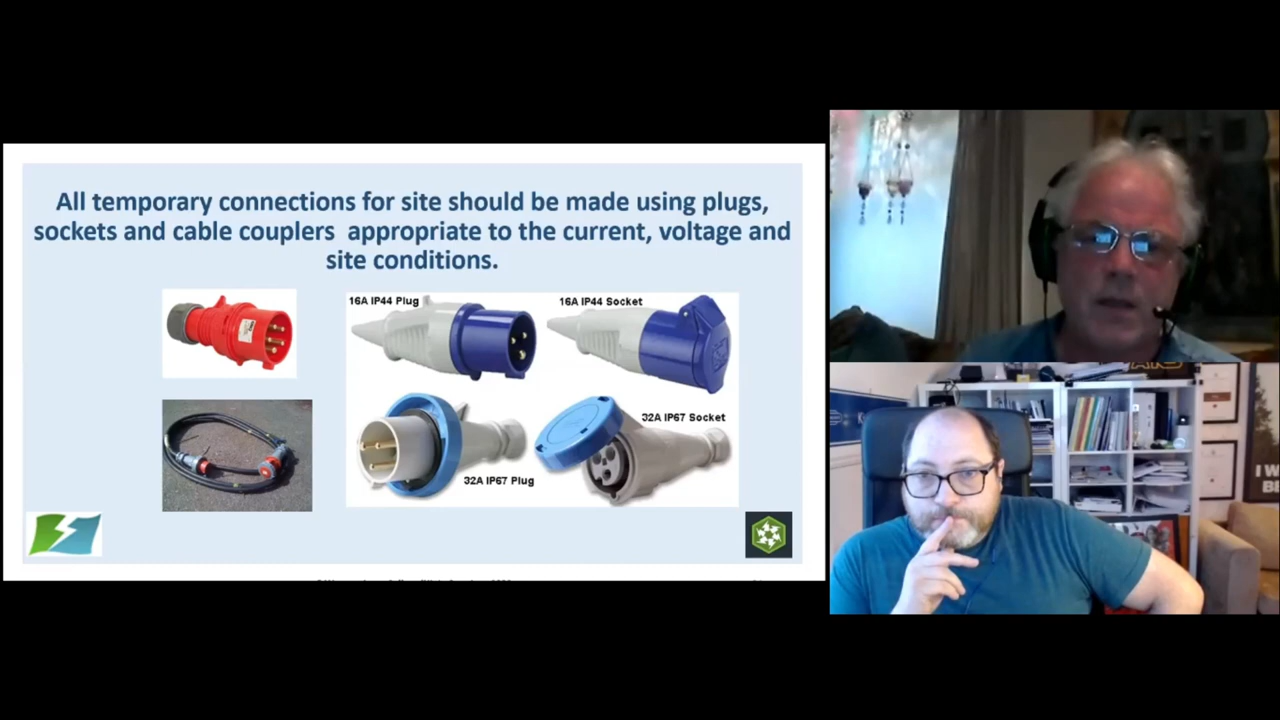 All temporary connections for site should be made using plugs,
sockets and cable couplers appropriate to the current, voltage and
site conditions.
16A IP44 Plug
16A IP44 Socket
32A IP67 Socket
32A IP67 Plug